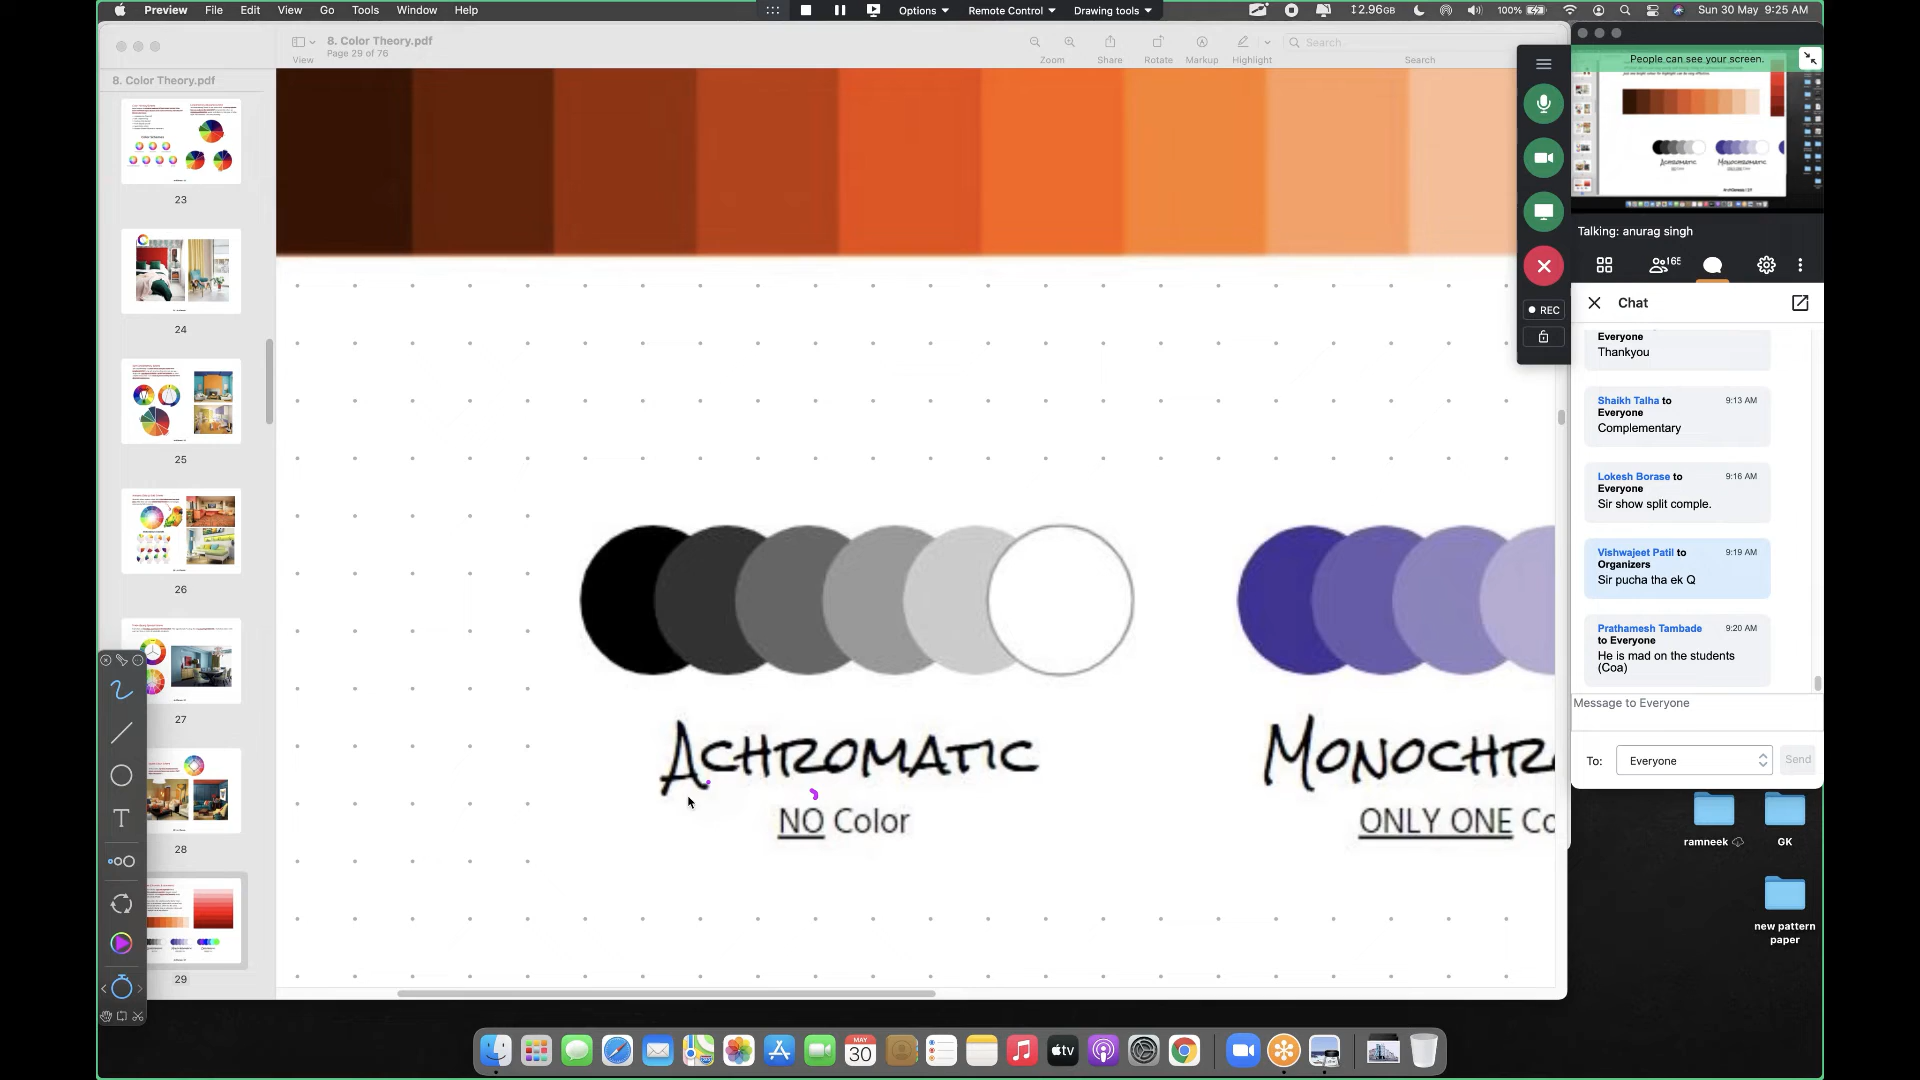 Preview File Edit View Go Tools Window Help
Options Remote Control Drawing tools
2.96GB 100% Sun 30 May 9:25 AM
8. Color Theory.pdf
Page 29 of 76
View Zoom Share Rotate Markup Highlight Search
Search...
8. Color Theory.pdf
23
24
25
26
27
28
29
ACHROMATIC
NO Color
MONOCHR
ONLY ONE Co
REC
People can see your screen.
Talking: anurag singh
165
Chat
Everyone
Thankyou
Shaikh Talha to
Everyone
9:13 AM
Complementary
Lokesh Borase to
Everyone
9:16 AM
Sir show split comple.
Vishwajeet Patil to
Organizers
9:19 AM
Sir pucha tha ek Q
Prathamesh Tambade
to Everyone
9:20 AM
He is mad on the students
(Coa)
Message to Everyone
To: Everyone Send
ramneek
GK
new pattern
paper
MAY
30
tv